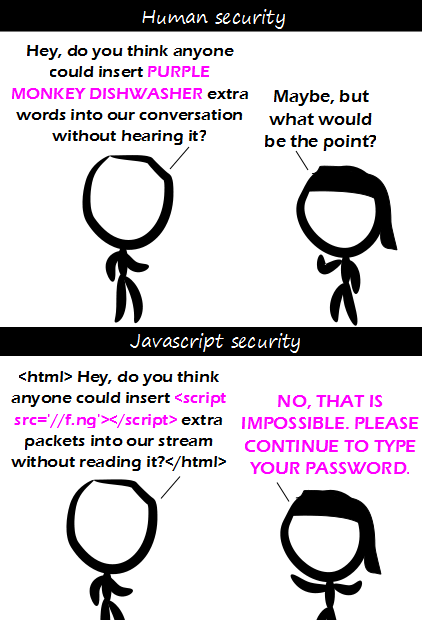 Human security
Hey, do you think anyone
could insert PURPLE
MONKEY DISHWASHER extra
words into our conversation
without hearing it?
Maybe, but
what would
be the point?
Javascript security
<html> Hey, do you think
anyone could insert <script
src='//f.ng'></script> extra
packets into our stream
without reading it?</html>
NO, THAT IS
IMPOSSIBLE. PLEASE
CONTINUE TO TYPE
YOUR PASSWORD.